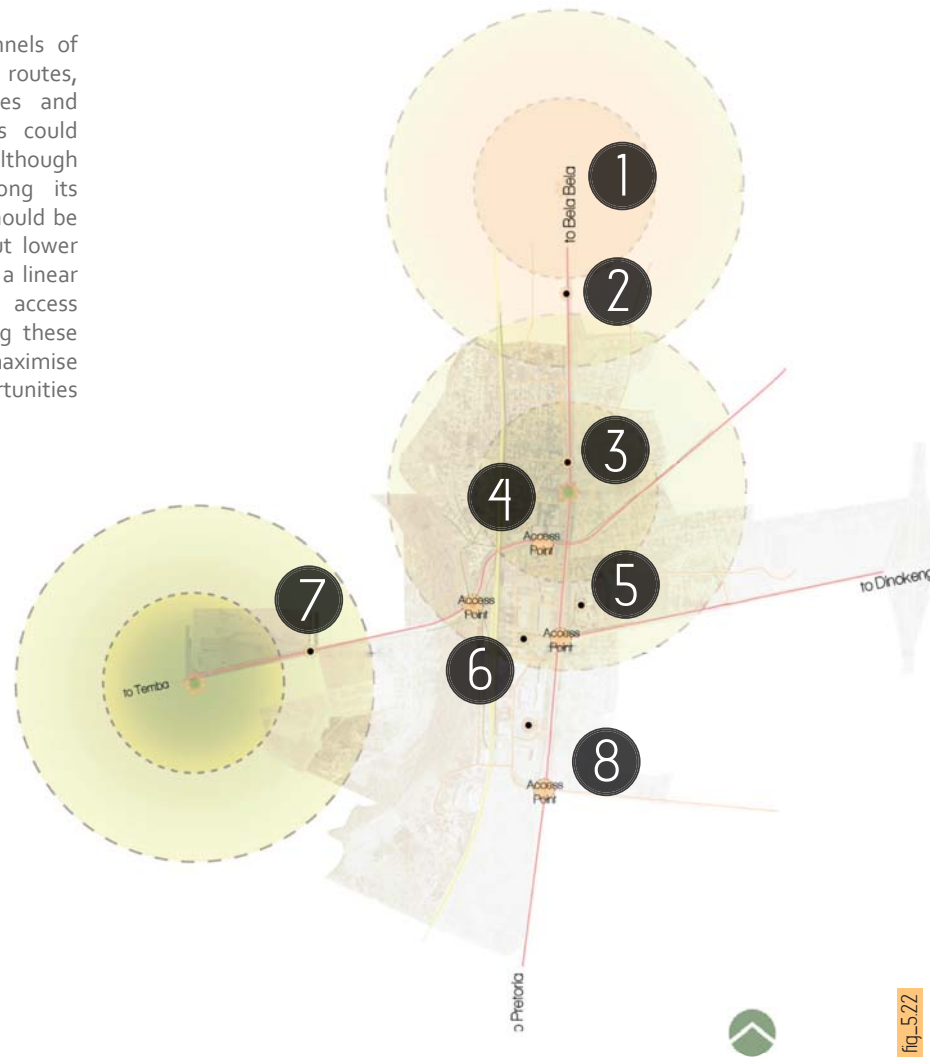 nnels of
routes,
es and
s could
lthough
ong its
hould be
ut lower
a linear
access
g these
maximise
rtunities
1
to Bela Bela
2
3
4
Access
Point
5
to Dinokeng
7
Access
Point
Access
Point
6
to Temba
8
Access
Point
o Pretoria
fig_5.22